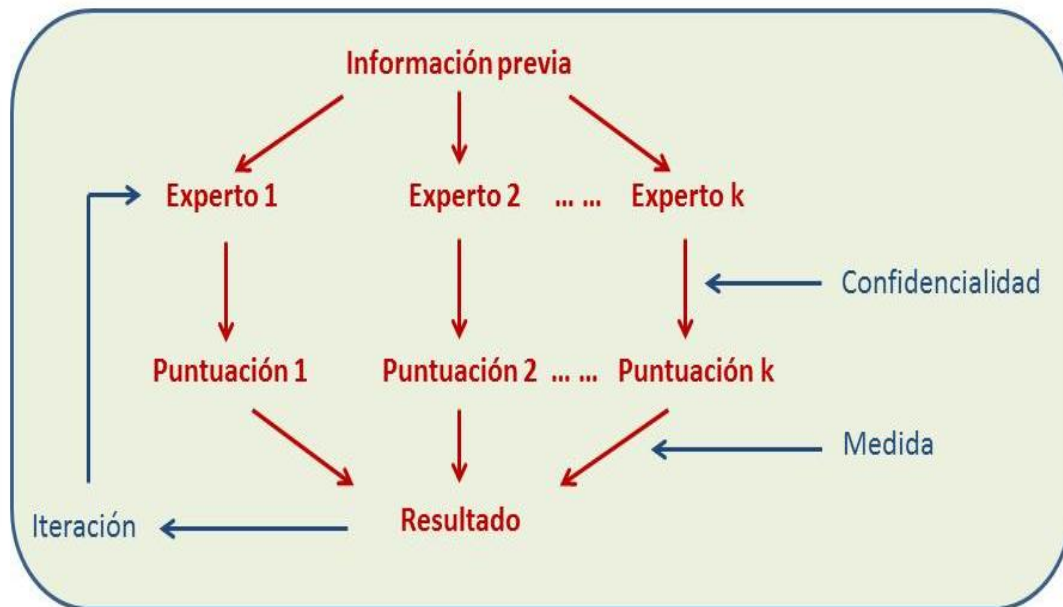 Información previa
Experto 1 Experto 2 ... ... Experto k
Confidencialidad
Puntuación 1 Puntuación 2 ... ... Puntuación k
Medida
Resultado
Iteración